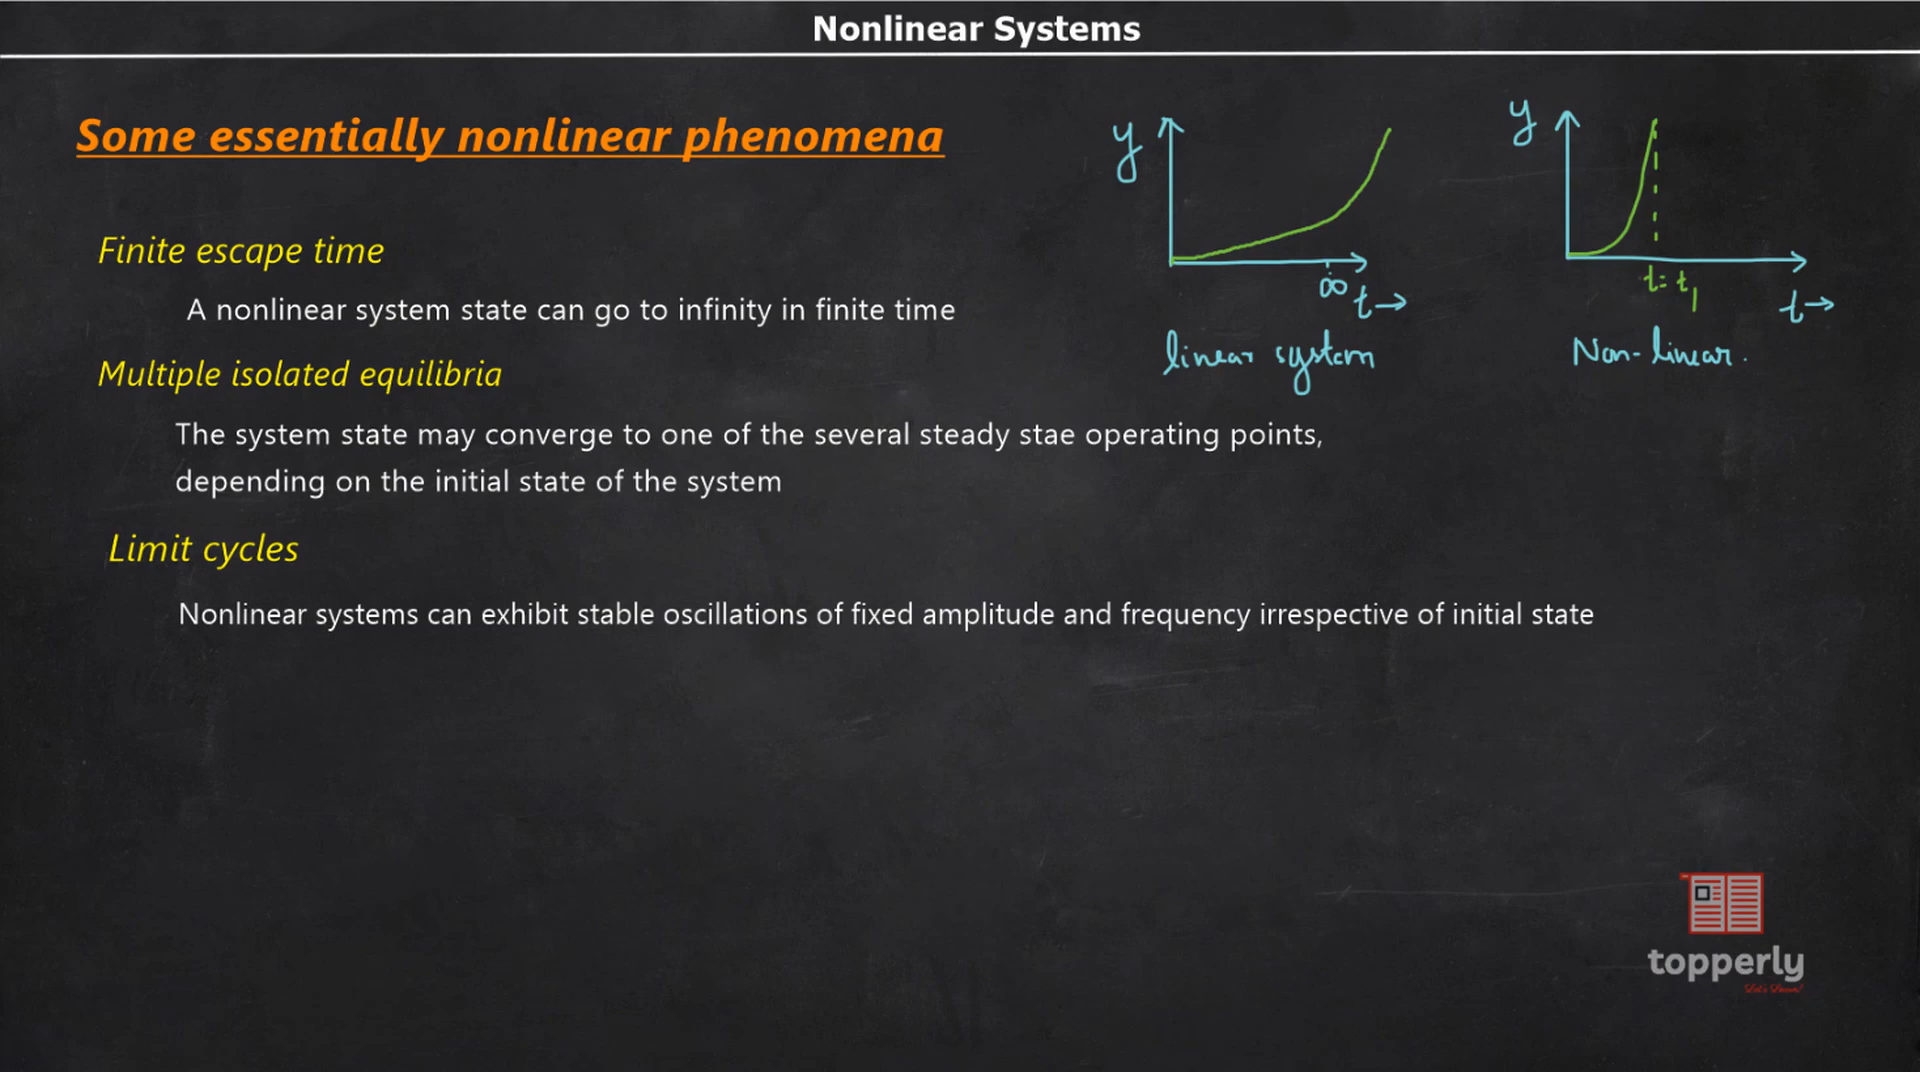 Nonlinear Systems
Some essentially nonlinear phenomena
Finite escape time
A nonlinear system state can go to infinity in finite time
Multiple isolated equilibria
The system state may converge to one of the several steady stae operating points,
depending on the initial state of the system
Limit cycles
Nonlinear systems can exhibit stable oscillations of fixed amplitude and frequency irrespective of initial state
y
∞
t→
linear system
y
t=t₁
t→
Non-linear.
topperly
Let's Dream!